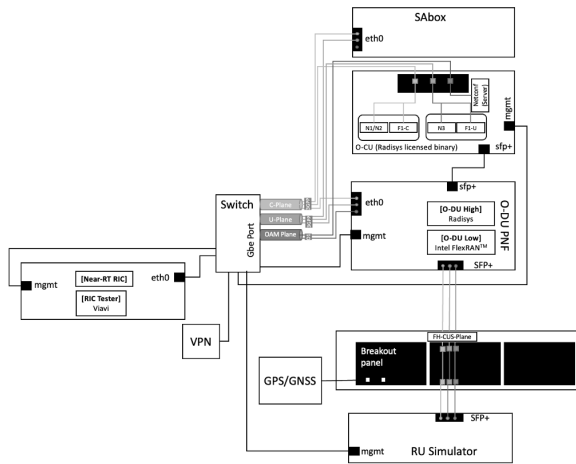 SAbox
eth0
Netconf
(Server)
mgmt
N1/N2
F1-C
N3
F1-U
O-CU (Radisys licensed binary)
sfp+
sfp+
Switch
C-Plane
U-Plane
OAM Plane
Gbe Port
eth0
mgmt
[O-DU High]
Radisys
[O-DU Low]
Intel FlexRAN™
O-DU PNF
SFP+
mgmt
[Near-RT RIC]
eth0
[RIC Tester]
Viavi
VPN
GPS/GNSS
FH-CUS-Plane
Breakout
panel
SFP+
mgmt
RU Simulator